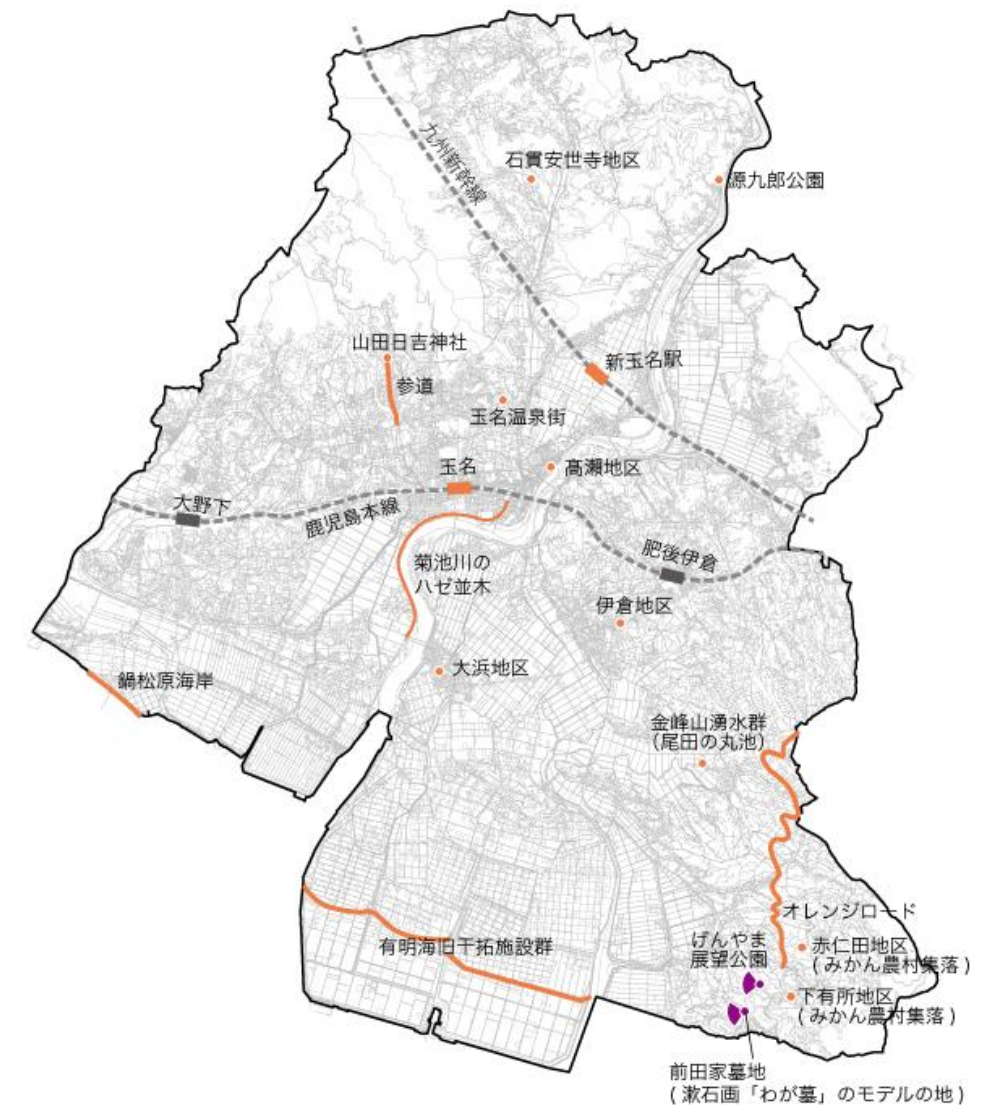 九州新幹線
石貫安世寺地区
源九郎公園
山田日吉神社
参道
新玉名駅
玉名温泉街
玉名
髙瀬地区
大野下
鹿児島本線
肥後伊倉
菊池川の
ハゼ並木
伊倉地区
大浜地区
鍋松原海岸
金峰山湧水群
(尾田の丸池)
オレンジロード
有明海旧干拓施設群
げんやま
展望公園
赤仁田地区
(みかん農村集落)
下有所地区
(みかん農村集落)
前田家墓地
(漱石画「わが墓」のモデルの地)